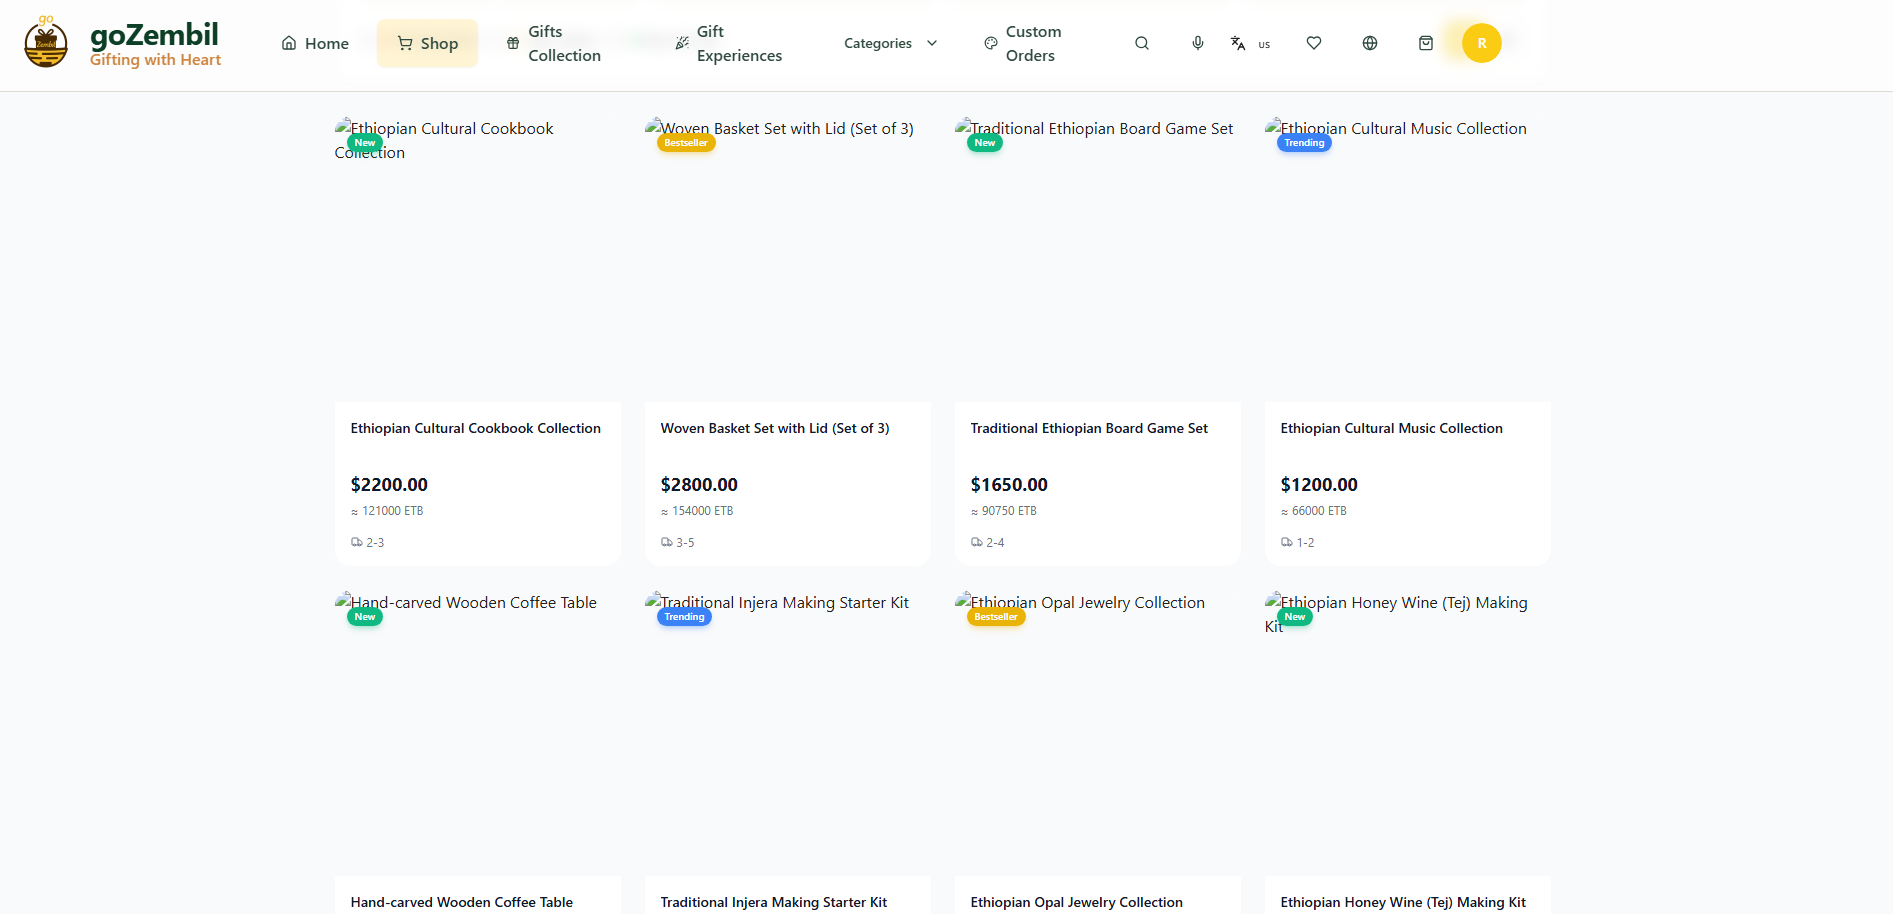 go
Zembil
goZembil
Gifting with Heart
Home
Shop
Gifts
Collection
Gift
Experiences
Categories
Custom
Orders
us
R
Ethiopian Cultural Cookbook
Collection
New
Woven Basket Set with Lid (Set of 3)
Bestseller
Traditional Ethiopian Board Game Set
New
Ethiopian Cultural Music Collection
Trending
Ethiopian Cultural Cookbook Collection
$2200.00
≈ 121000 ETB
2-3
Woven Basket Set with Lid (Set of 3)
$2800.00
≈ 154000 ETB
3-5
Traditional Ethiopian Board Game Set
$1650.00
≈ 90750 ETB
2-4
Ethiopian Cultural Music Collection
$1200.00
≈ 66000 ETB
1-2
Hand-carved Wooden Coffee Table
New
Traditional Injera Making Starter Kit
Trending
Ethiopian Opal Jewelry Collection
Bestseller
Ethiopian Honey Wine (Tej) Making
Kit
New
Hand-carved Wooden Coffee Table
Traditional Injera Making Starter Kit
Ethiopian Opal Jewelry Collection
Ethiopian Honey Wine (Tej) Making Kit